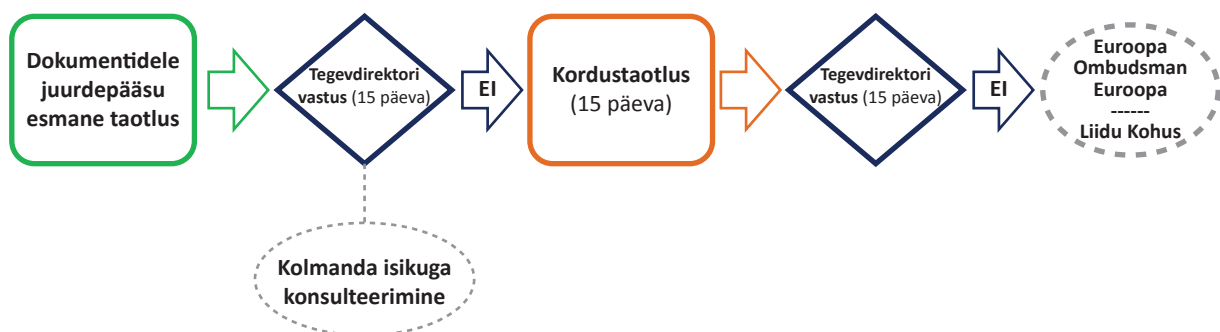 Dokumentidele
juurdepääsu
esmane taotlus
Tegevdirektori
vastus (15 päeva)
EI
Kordustaotlus
(15 päeva)
Tegevdirektori
vastus (15 päeva)
EI
Euroopa
Ombudsman
Euroopa
------
Liidu Kohus
Kolmanda isikuga
konsulteerimine